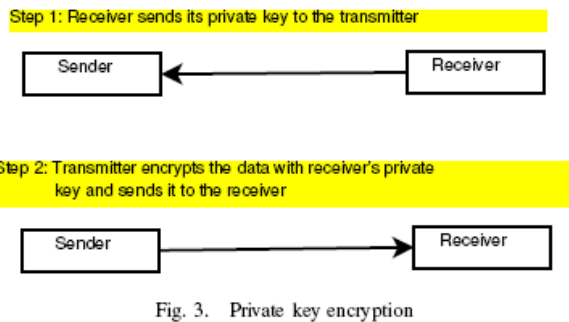 Step 1: Receiver sends its private key to the transmitter
Sender
Receiver
Step 2: Transmitter encrypts the data with receiver's private
key and sends it to the receiver
Sender
Receiver
Fig. 3. Private key encryption